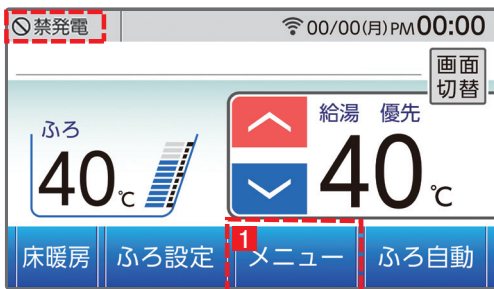 禁発電 00/00(月)PM00:00
画面
切替
ふろ
40℃
給湯 優先
40℃
1
床暖房 ふろ設定 メニュー ふろ自動